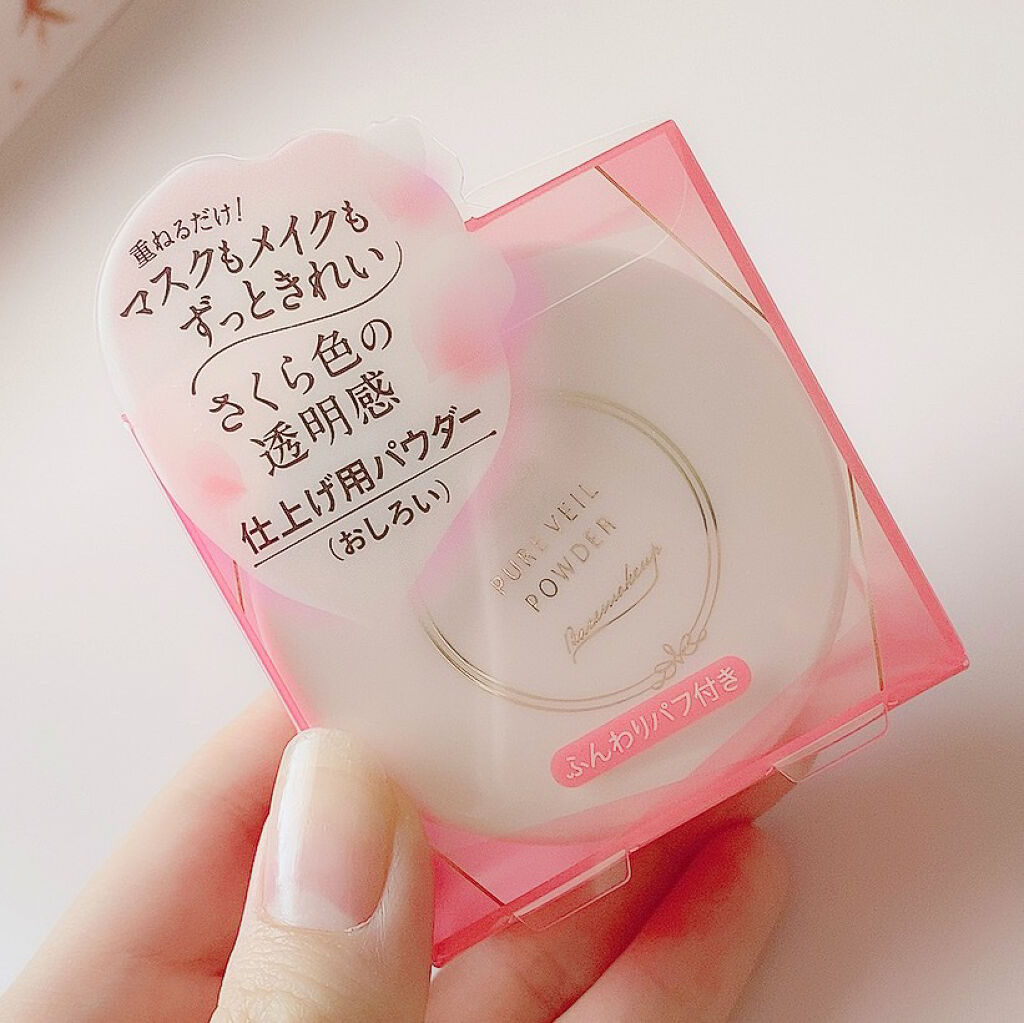 重ねるだけ!
マスクもメイクも
ずっときれい
さくら色の
透明感
仕上げ用パウダー
(おしろい)
PURE VEIL
POWDER
ふんわりパフ付き